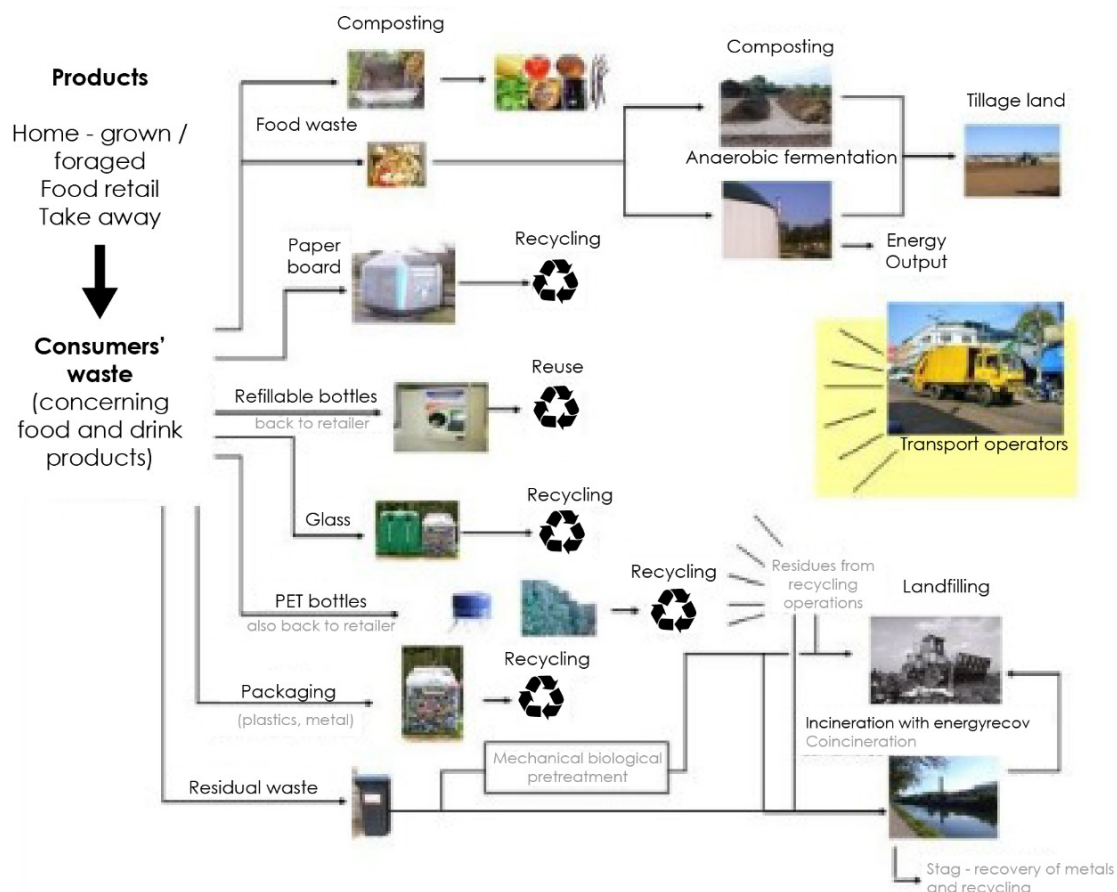 Composting
Products
Home - grown /
foraged
Food retail
Take away
Food waste
Composting
Tillage land
Anaerobic fermentation
Energy
Output
Paper
board
Recycling
Consumers’
waste
(concerning
food and drink
products)
Refillable bottles
back to retailer
Reuse
Transport operators
Glass
Recycling
PET bottles
also back to retailer
Recycling
Residues from
recycling
operations
Landfilling
Packaging
(plastics, metal)
Recycling
Incineration with energyrecov
Coincineration
Mechanical biological
pretreatment
Residual waste
Stag - recovery of metals
and recycling